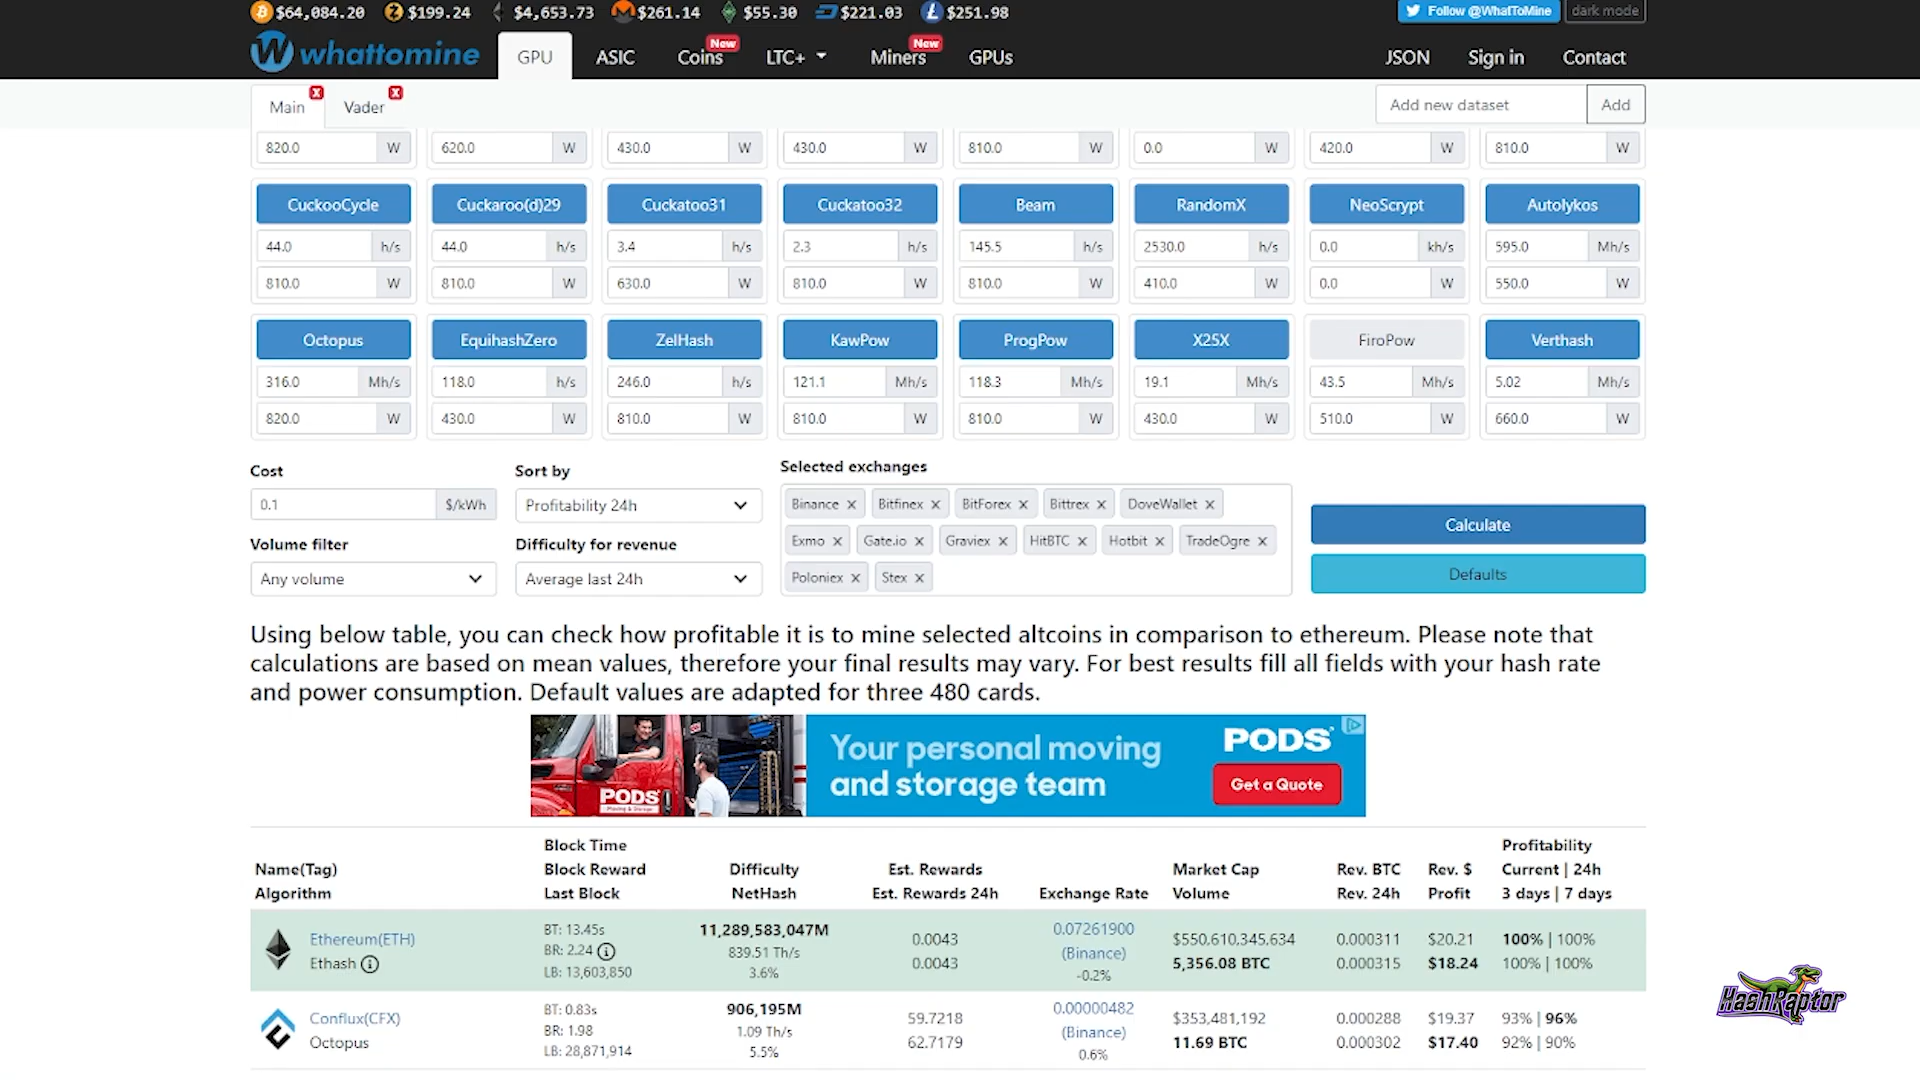 $64,084.20 $199.24 $4,653.73 $261.14 $55.30 $221.03 $251.98 Follow @WhatToMine dark mode
whattomine GPU ASIC Coins New LTC+ Miners New GPUs JSON Sign in Contact
Main x Vader x Add new dataset Add
820.0 W 620.0 W 430.0 W 430.0 W 810.0 W 0.0 W 420.0 W 810.0 W
CuckooCycle Cuckaroo(d)29 Cuckatoo31 Cuckatoo32 Beam RandomX NeoScrypt Autolykos
44.0 h/s 44.0 h/s 3.4 h/s 2.3 h/s 145.5 h/s 2530.0 h/s 0.0 kh/s 595.0 Mh/s
810.0 W 810.0 W 630.0 W 810.0 W 810.0 W 410.0 W 0.0 W 550.0 W
Octopus EquihashZero ZelHash KawPow ProgPow X25X FiroPow Verthash
316.0 Mh/s 118.0 h/s 246.0 h/s 121.1 Mh/s 118.3 Mh/s 19.1 Mh/s 43.5 Mh/s 5.02 Mh/s
820.0 W 430.0 W 810.0 W 810.0 W 810.0 W 430.0 W 510.0 W 660.0 W
Cost Sort by Selected exchanges
0.1 $/kWh Profitability 24h Binance x Bitfinex x BitForex x Bittrex x DoveWallet x
Calculate
Volume filter Difficulty for revenue Exmo x Gate.io x Graviex x HitBTC x Hotbit x TradeOgre x
Any volume Average last 24h Poloniex x Stex x Defaults
Using below table, you can check how profitable it is to mine selected altcoins in comparison to ethereum. Please note that
calculations are based on mean values, therefore your final results may vary. For best results fill all fields with your hash rate
and power consumption. Default values are adapted for three 480 cards.
Your personal moving PODS
and storage team Get a Quote
PODS
Moving & Storage
Block Time Profitability
Name(Tag) Block Reward Difficulty Est. Rewards Market Cap Rev. BTC Rev. $ Current | 24h
Algorithm Last Block NetHash Est. Rewards 24h Exchange Rate Volume Rev. 24h Profit 3 days | 7 days
BT: 13.45s 11,289,583,047M 0.07261900
Ethereum(ETH) 0.0043 $550,610,345,634 0.000311 $20.21 100% | 100%
BR: 2.24 839.51 Th/s (Binance)
Ethash 0.0043 5,356.08 BTC 0.000315 $18.24 100% | 100%
LB: 13,603,850 3.6% -0.2%
BT: 0.83s 906,195M 0.00000482
Conflux(CFX) 59.7218 $353,481,192 0.000288 $19.37 93% | 96%
BR: 1.98 1.09 Th/s (Binance)
Octopus 62.7179 11.69 BTC 0.000302 $17.40 92% | 90%
LB: 28,871,914 5.5% 0.6%
HashRaptor